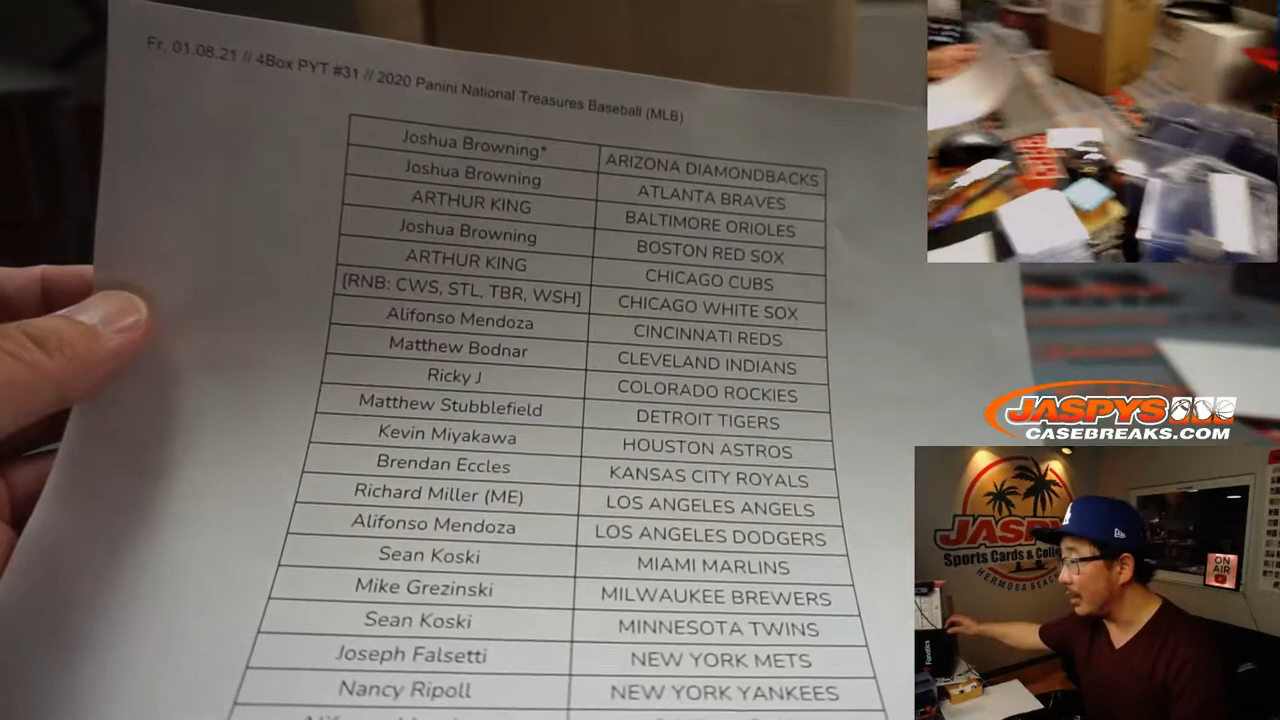 Fr, 01.08.21 // 4Box PYT #31 // 2020 Panini National Treasures Baseball (MLB)
Joshua Browning* ARIZONA DIAMONDBACKS
Joshua Browning ATLANTA BRAVES
ARTHUR KING BALTIMORE ORIOLES
Joshua Browning BOSTON RED SOX
ARTHUR KING CHICAGO CUBS
[RNB: CWS, STL, TBR, WSH] CHICAGO WHITE SOX
Alifonso Mendoza CINCINNATI REDS
Matthew Bodnar CLEVELAND INDIANS
Ricky J COLORADO ROCKIES
Matthew Stubblefield DETROIT TIGERS
Kevin Miyakawa HOUSTON ASTROS
Brendan Eccles KANSAS CITY ROYALS
Richard Miller (ME) LOS ANGELES ANGELS
Alifonso Mendoza LOS ANGELES DODGERS
Sean Koski MIAMI MARLINS
Mike Grezinski MILWAUKEE BREWERS
Sean Koski MINNESOTA TWINS
Joseph Falsetti NEW YORK METS
Nancy Ripoll NEW YORK YANKEES
JASPYS
CASEBREAKS.COM
JASPY
Sports Cards & Colle
HERMOSA BEAC
ON AIR
Fanatics